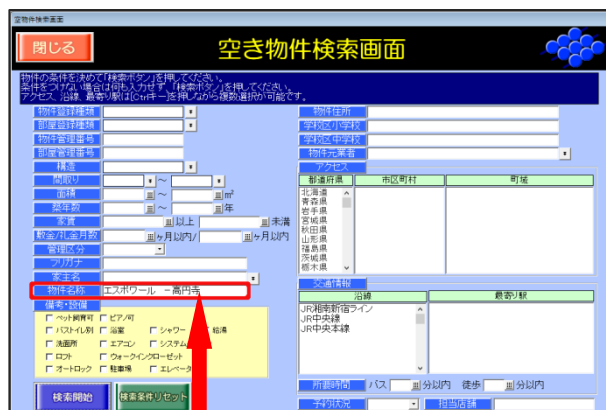 空物件検索画面
閉じる
空き物件検索画面
物件の条件を決めて「検索ボタン」を押してください。
条件をつけない場合は何も入力せず、「検索ボタン」を押してください。
アクセス、沿線、最寄り駅は[Ctrlキー]を押しながら複数選択が可能です。
物件登録種類
部屋登録種類
物件管理番号
部屋管理番号
構造
間取り ～
面積 ～ ㎡
築年数 ～ 年
家賃 以上 未満
敷金/礼金月数 ヶ月以内/ ヶ月以内
管理区分
フリガナ
家主名
物件名称 エスポワール －高円寺
備考・設備
ペット飼育可 ピアノ可
バストイレ別 浴室 シャワー 給湯
洗面所 エアコン システム
ロフト ウォークインクローゼット
オートロック 駐車場 エレベータ
検索開始 検索条件リセット
物件住所
学校区小学校
学校区中学校
物件元業者
アクセス
都道府県 市区町村 町域
北海道
青森県
岩手県
宮城県
秋田県
山形県
福島県
茨城県
栃木県
交通情報
沿線 最寄り駅
JR湘南新宿ライン
JR中央線
JR中央本線
所要時間 バス 分以内 徒歩 分以内
予約状況 担当店舗